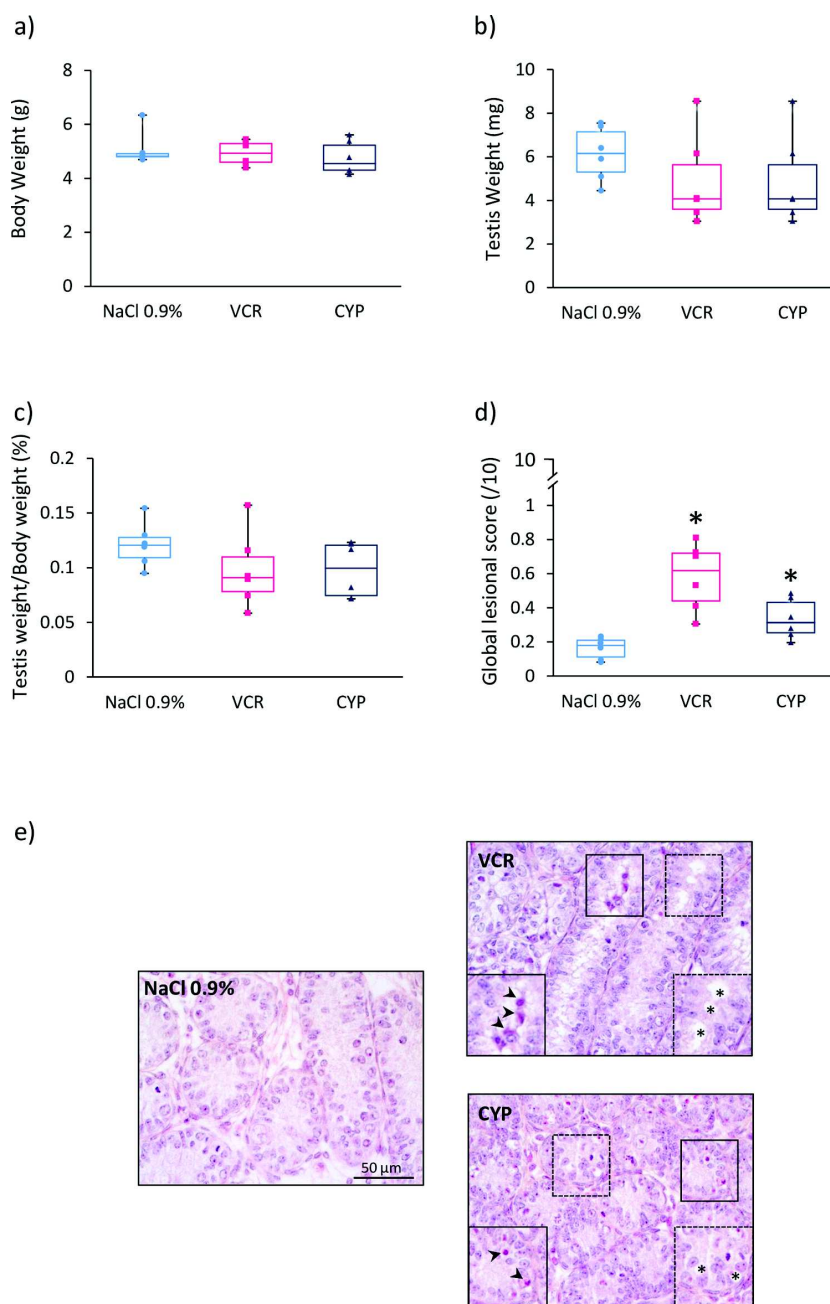 a)
Body Weight (g)
8
6
4
2
0
NaCl 0.9%
VCR
CYP
b)
Testis Weight (mg)
10
8
6
4
2
0
NaCl 0.9%
VCR
CYP
c)
Testis weight/Body weight (%)
0.2
0.15
0.1
0.05
0
NaCl 0.9%
VCR
CYP
d)
Global lesional score (/10)
10
1
0.8
0.6
0.4
0.2
0
*
*
NaCl 0.9%
VCR
CYP
e)
NaCl 0.9%
50 µm
VCR
*
*
*
CYP
*
*